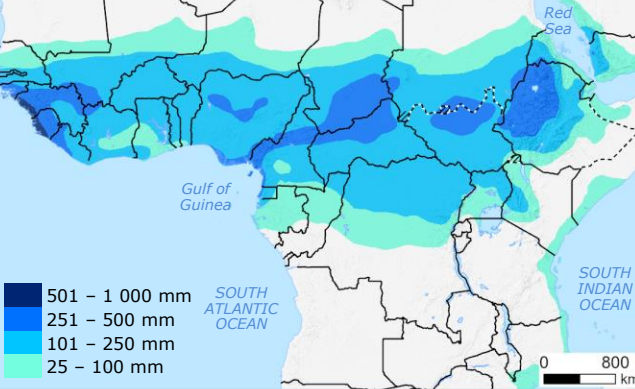 Red
Sea
Gulf of
Guinea
SOUTH
ATLANTIC
OCEAN
SOUTH
INDIAN
OCEAN
501 – 1 000 mm
251 – 500 mm
101 – 250 mm
25 – 100 mm
0 800
km